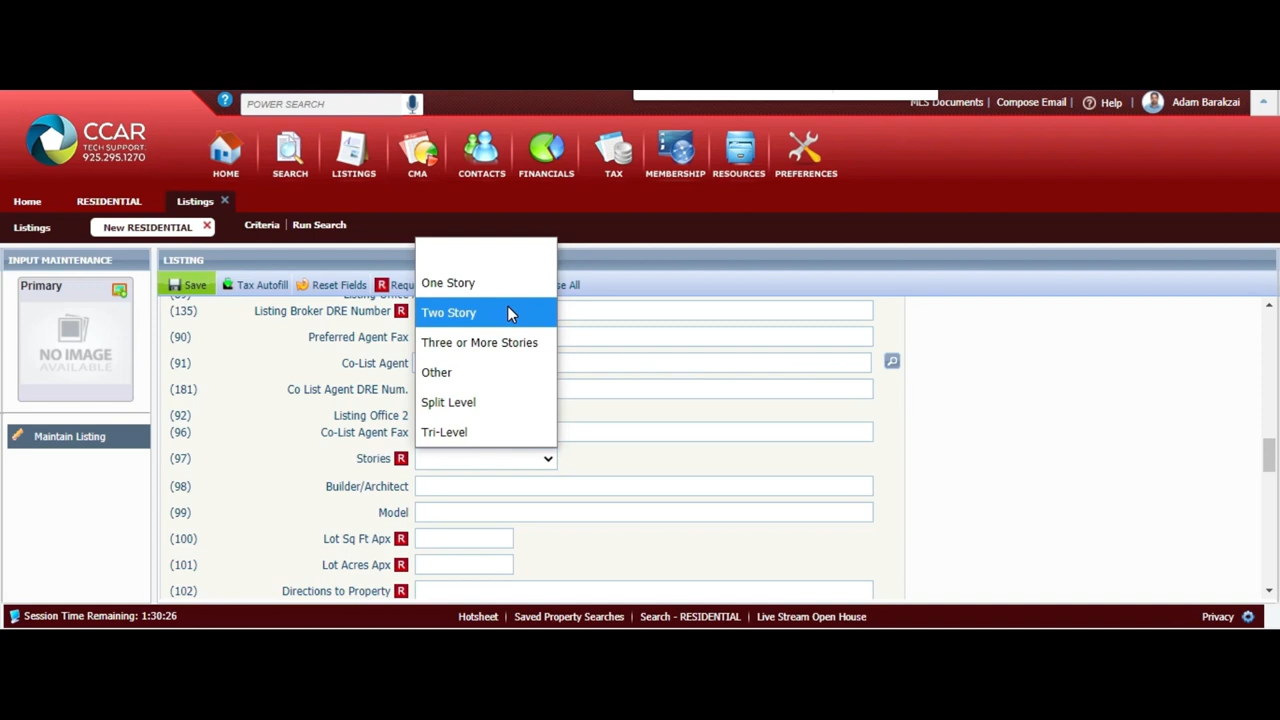 POWER SEARCH
MLS Documents | Compose Email | Help | Adam Barakzai
CCAR
TECH SUPPORT:
925.295.1270
HOME SEARCH LISTINGS CMA CONTACTS FINANCIALS TAX MEMBERSHIP RESOURCES PREFERENCES
Home RESIDENTIAL Listings
Listings New RESIDENTIAL Criteria | Run Search
INPUT MAINTENANCE
Primary
NO IMAGE
AVAILABLE
Maintain Listing
LISTING
Save Tax Autofill Reset Fields R Requ se All
Listing Office
(135) Listing Broker DRE Number R
(90) Preferred Agent Fax
(91) Co-List Agent
(181) Co List Agent DRE Num.
(92) Listing Office 2
(96) Co-List Agent Fax
(97) Stories R
One Story
Two Story
Three or More Stories
Other
Split Level
Tri-Level
(98) Builder/Architect
(99) Model
(100) Lot Sq Ft Apx R
(101) Lot Acres Apx R
(102) Directions to Property R
Session Time Remaining: 1:30:26
Hotsheet | Saved Property Searches | Search - RESIDENTIAL | Live Stream Open House
Privacy